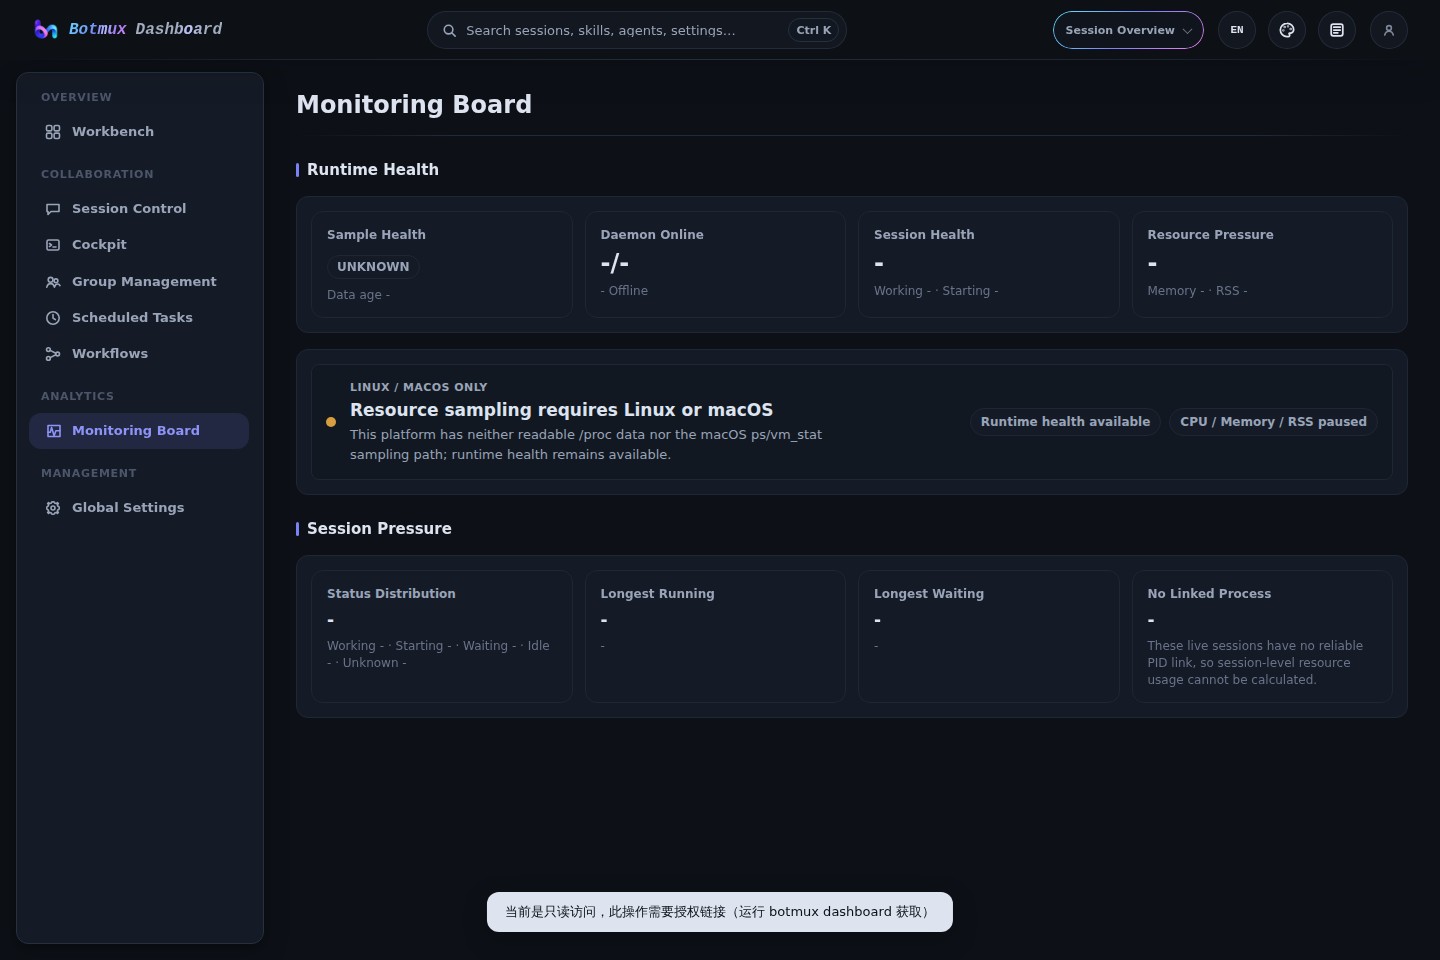 Botmux Dashboard
Search sessions, skills, agents, settings...
Ctrl K
Session Overview
EN
OVERVIEW
Workbench
COLLABORATION
Session Control
Cockpit
Group Management
Scheduled Tasks
Workflows
ANALYTICS
Monitoring Board
MANAGEMENT
Global Settings
Monitoring Board
Runtime Health
Sample Health
UNKNOWN
Data age -
Daemon Online
-/-
- Offline
Session Health
-
Working - · Starting -
Resource Pressure
-
Memory - · RSS -
LINUX / MACOS ONLY
Resource sampling requires Linux or macOS
This platform has neither readable /proc data nor the macOS ps/vm_stat
sampling path; runtime health remains available.
Runtime health available
CPU / Memory / RSS paused
Session Pressure
Status Distribution
-
Working - · Starting - · Waiting - · Idle
- · Unknown -
Longest Running
-
-
Longest Waiting
-
-
No Linked Process
-
These live sessions have no reliable
PID link, so session-level resource
usage cannot be calculated.
当前是只读访问，此操作需要授权链接（运行 botmux dashboard 获取）